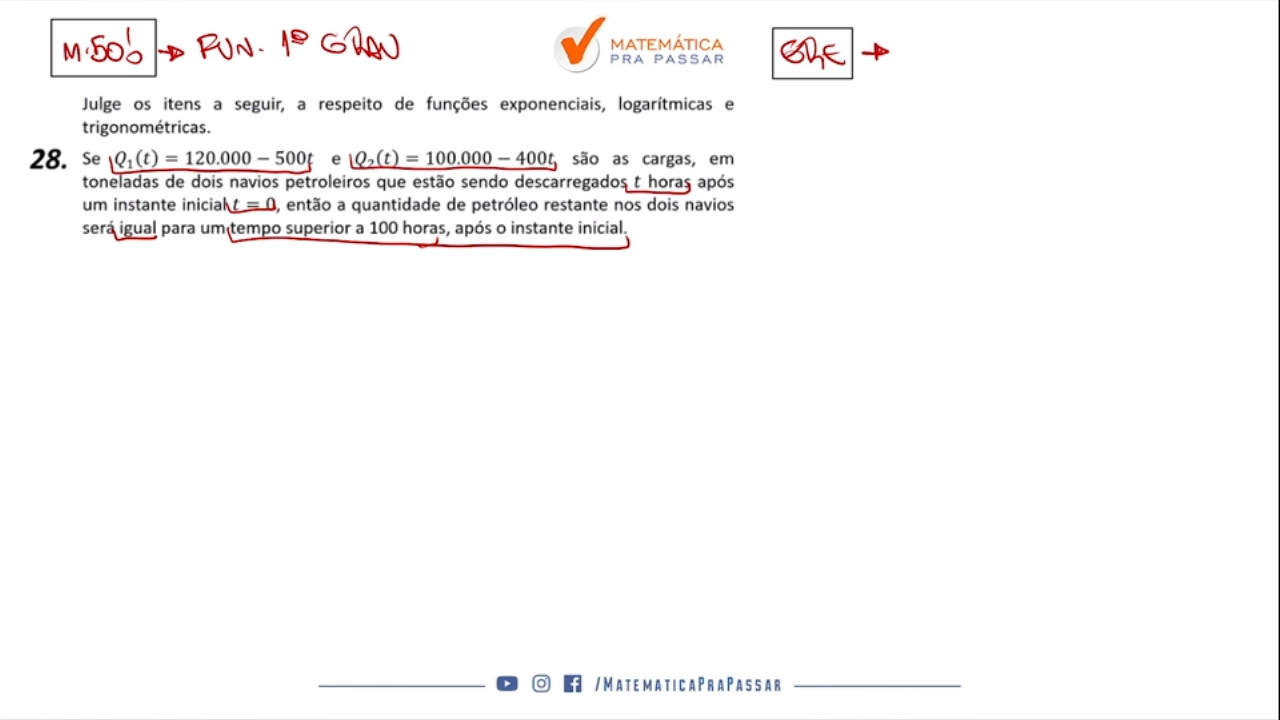 FUN. 1º GRAU
MATEMÁTICA
PRA PASSAR
Julge os itens a seguir, a respeito de funções exponenciais, logarítmicas e
trigonométricas.
28. Se Q₁(t) = 120.000 − 500t e Q₂(t) = 100.000 − 400t, são as cargas, em
toneladas de dois navios petroleiros que estão sendo descarregados t horas após
um instante inicial t = 0, então a quantidade de petróleo restante nos dois navios
será igual para um tempo superior a 100 horas, após o instante inicial.
/MATEMATICAPRAPASSAR